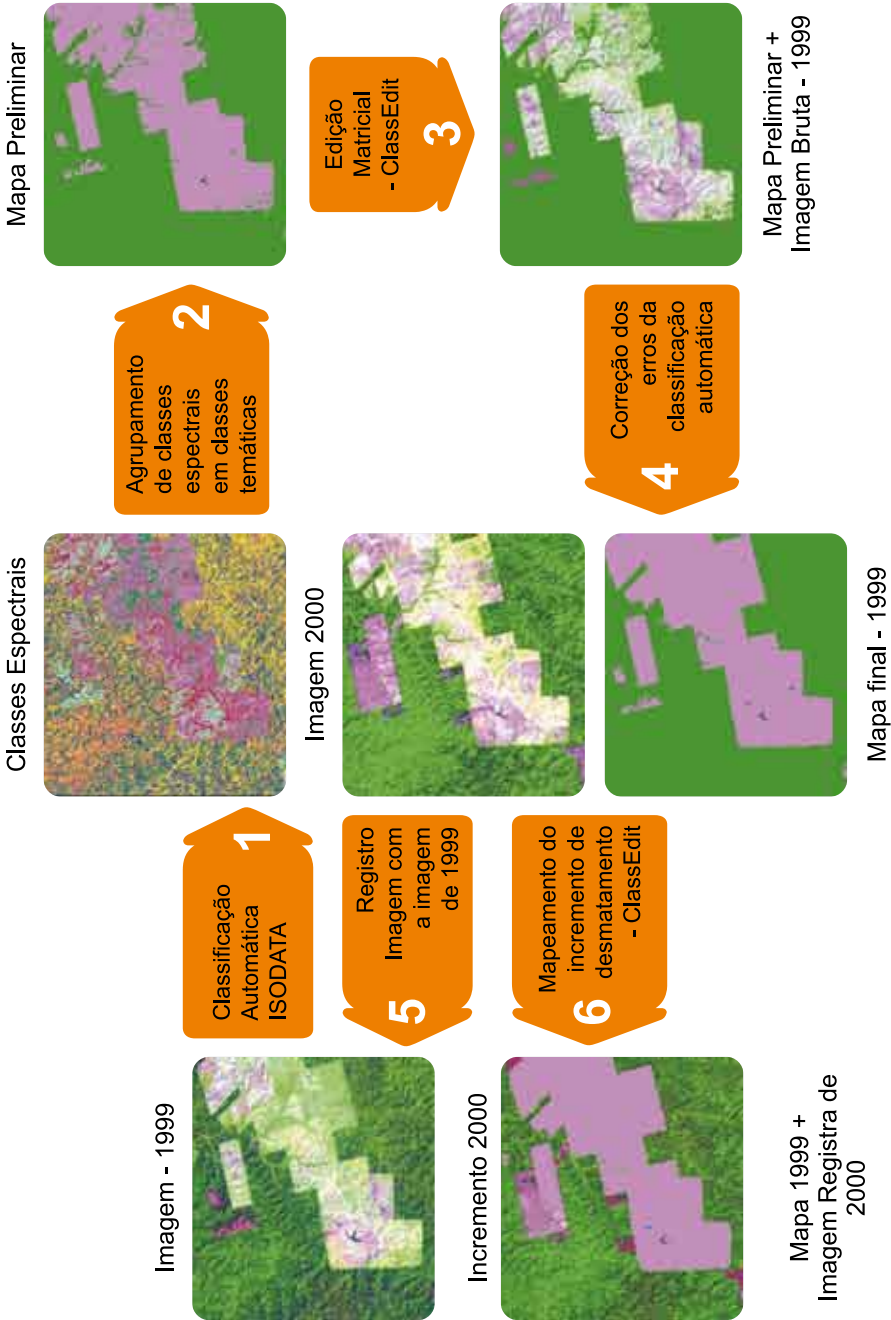 Imagem - 1999
1
Classificação
Automática
ISODATA
Classes Espectrais
2
Agrupamento
de classes
espectrais
em classes
temáticas
Mapa Preliminar
3
Edição
Matricial
- ClassEdit
Mapa Preliminar +
Imagem Bruta - 1999
4
Correção dos
erros da
classificação
automática
Mapa final - 1999
Imagem 2000
5
Registro
Imagem com
a imagem
de 1999
Incremento 2000
6
Mapeamento do
incremento de
desmatamento
- ClassEdit
Mapa 1999 +
Imagem Registra de
2000